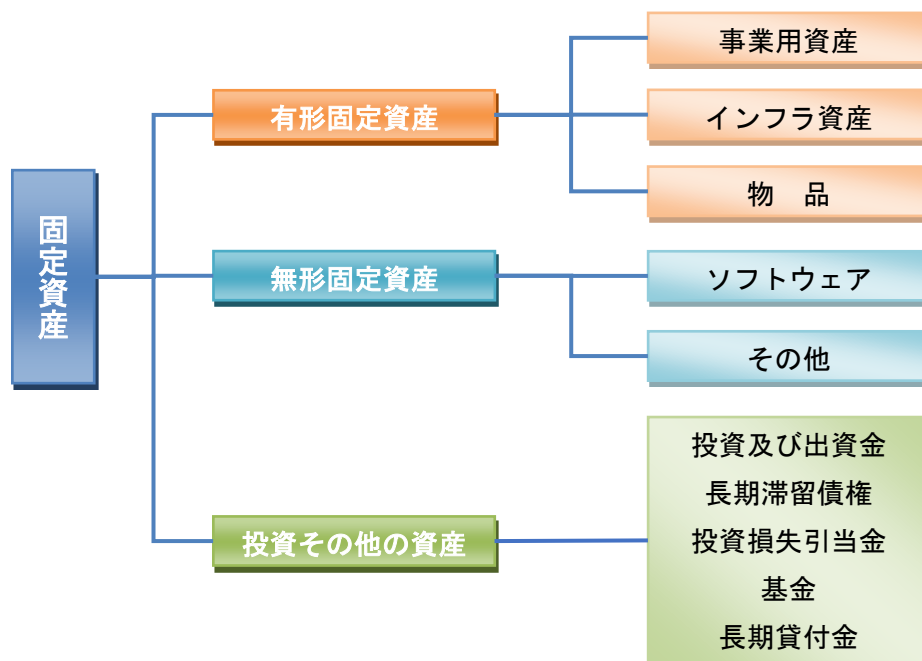 固定資産
有形固定資産
事業用資産
インフラ資産
物　品
無形固定資産
ソフトウェア
その他
投資その他の資産
投資及び出資金
長期滞留債権
投資損失引当金
基金
長期貸付金